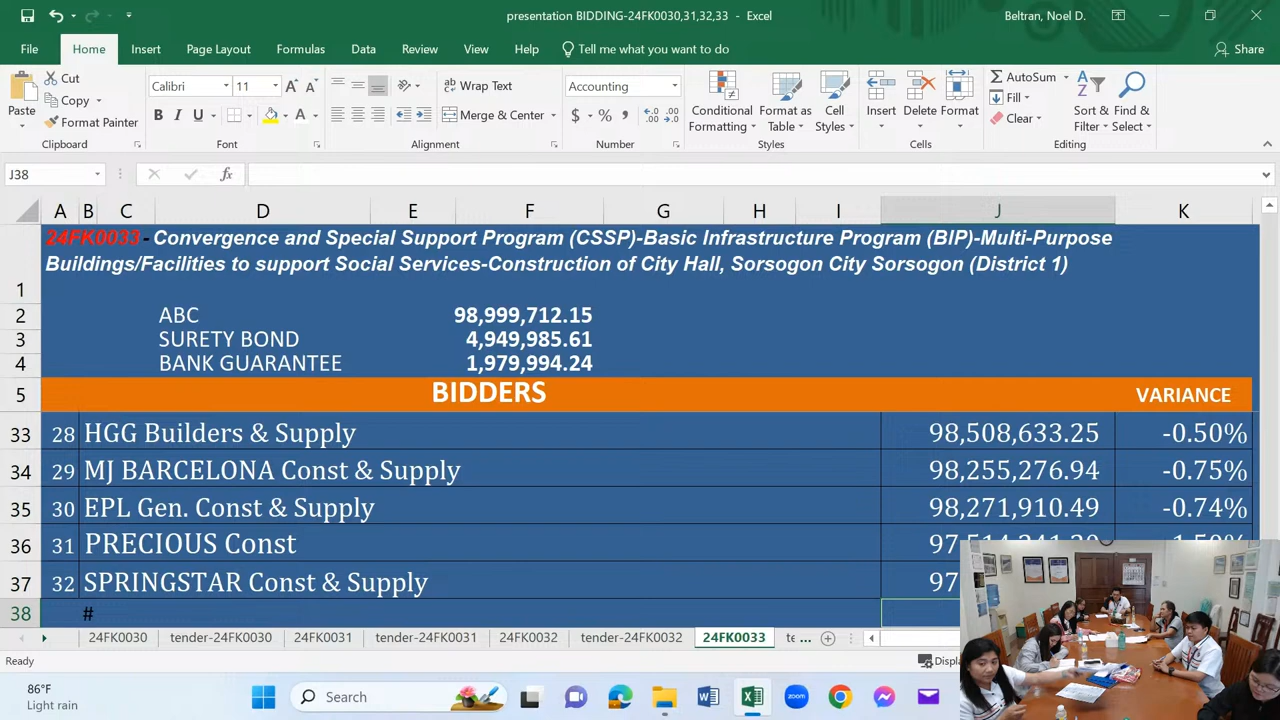 presentation BIDDING-24FK0030,31,32,33 - Excel
Beltran, Noel D.
File Home Insert Page Layout Formulas Data Review View Help Tell me what you want to do Share
Paste
Cut
Copy
Format Painter
Clipboard
Calibri 11
B I U
Font
Wrap Text
Merge & Center
Alignment
Accounting
$ % ,
Number
Conditional Formatting
Format as Table
Cell Styles
Styles
Insert Delete Format
Cells
AutoSum
Fill
Clear
Sort & Filter
Find & Select
Editing
J38 fx
A B C D E F G H I J K
24FK0033 - Convergence and Special Support Program (CSSP)-Basic Infrastructure Program (BIP)-Multi-Purpose
1 Buildings/Facilities to support Social Services-Construction of City Hall, Sorsogon City Sorsogon (District 1)
2 ABC 98,999,712.15
3 SURETY BOND 4,949,985.61
4 BANK GUARANTEE 1,979,994.24
5 BIDDERS VARIANCE
33 28 HGG Builders & Supply 98,508,633.25 -0.50%
34 29 MJ BARCELONA Const & Supply 98,255,276.94 -0.75%
35 30 EPL Gen. Const & Supply 98,271,910.49 -0.74%
36 31 PRECIOUS Const
37 32 SPRINGSTAR Const & Supply 97
38 #
24FK0030 tender-24FK0030 24FK0031 tender-24FK0031 24FK0032 tender-24FK0032 24FK0033 te ...
Ready
86°F
Light rain
Search
zoom